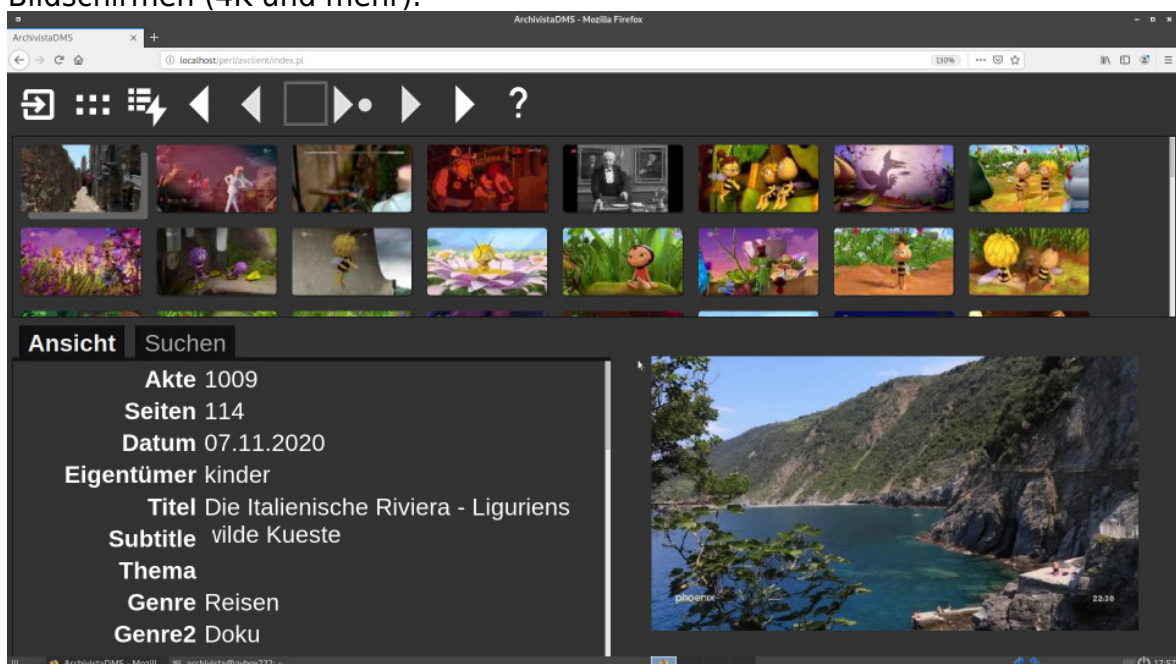 Bildschirmen (4K und mehr).
ArchivistaDMS - Mozilla Firefox
ArchivistaDMS × +
localhost/perl/avclient/index.pl 130%
?
Ansicht Suchen
Akte 1009
Seiten 114
Datum 07.11.2020
Eigentümer kinder
Titel Die Italienische Riviera - Liguriens
Subtitle vilde Kueste
Thema
Genre Reisen
Genre2 Doku
phoenix 22:30
ArchivistaDMS - Mozill